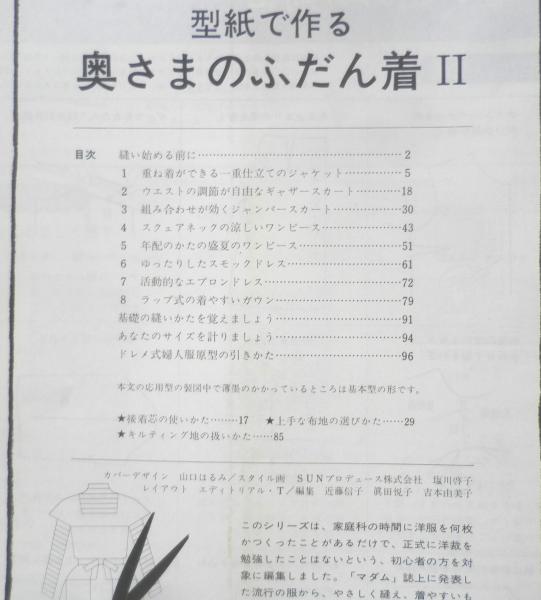 型紙で作る
奥さまのふだん着 II
目次 縫い始める前に……2
1 重ね着ができる一重仕立てのジャケット……5
2 ウエストの調節が自由なギャザースカート……18
3 組み合わせが効くジャンパースカート……30
4 スクェアネックの涼しいワンピース……43
5 年配のかたの盛夏のワンピース……51
6 ゆったりしたスモックドレス……61
7 活動的なエプロンドレス……72
8 ラップ式の着やすいガウン……79
基礎の縫いかたを覚えましょう……91
あなたのサイズを計りましょう……94
ドレメ式婦人服原型の引きかた……96
本文の応用型の製図中で薄墨のかかっているところは基本型の形です。
★接着芯の使いかた……17 ★上手な布地の選びかた……29
★キルティング地の扱いかた……85
カバーデザイン 山口はるみ/スタイル画 SUNプロデュース株式会社 塩川啓子
レイアウト エディトリアル・T/編集 近藤信子 眞田悦子 吉本由美子
このシリーズは、家庭科の時間に洋服を何枚
かつくったことがあるだけで、正式に洋裁を
勉強したことはないという、初心者の方を対
象に編集しました。「マダム」誌上に発表し
た流行の服から、やさしく縫え、着やすいも